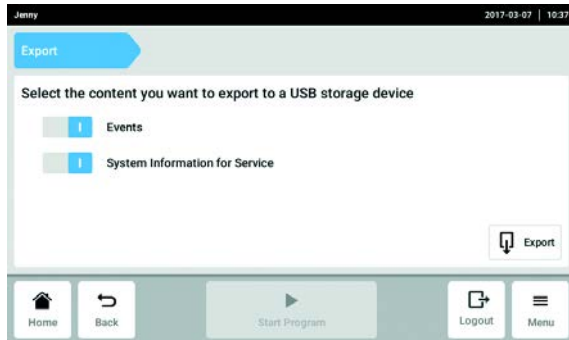 Jenny 2017-03-07 | 10:37
Export
Select the content you want to export to a USB storage device
Events
System Information for Service
Export
Home Back Start Program Logout Menu